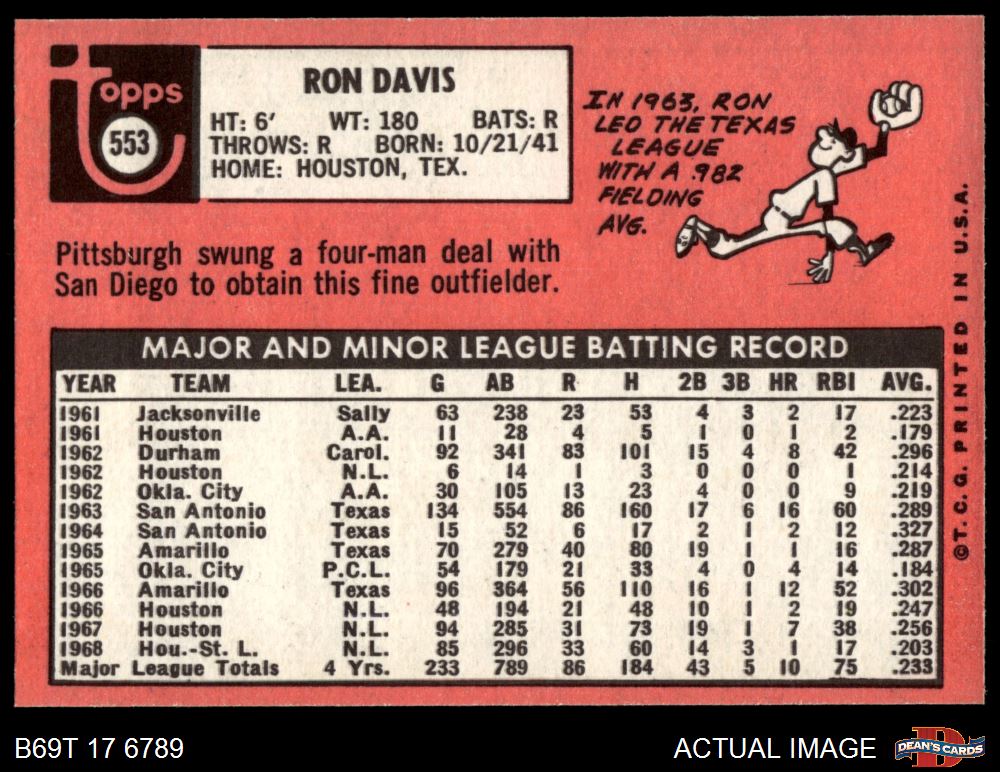 topps
553
RON DAVIS
HT: 6' WT: 180 BATS: R
THROWS: R BORN: 10/21/41
HOME: HOUSTON, TEX.
IN 1963, RON
LED THE TEXAS
LEAGUE
WITH A .982
FIELDING
AVG.
Pittsburgh swung a four-man deal with
San Diego to obtain this fine outfielder.
MAJOR AND MINOR LEAGUE BATTING RECORD
YEAR TEAM LEA. G AB R H 2B 3B HR RBI AVG.
1961 Jacksonville Sally 63 238 23 53 4 3 2 17 .223
1961 Houston A.A. 11 28 4 5 1 0 1 2 .179
1962 Durham Carol. 92 341 83 101 15 4 8 42 .296
1962 Houston N.L. 6 14 1 3 0 0 0 1 .214
1962 Okla. City A.A. 30 105 13 23 4 0 0 9 .219
1963 San Antonio Texas 134 554 86 160 17 6 16 60 .289
1964 San Antonio Texas 15 52 6 17 2 1 2 12 .327
1965 Amarillo Texas 70 279 40 80 19 1 1 16 .287
1965 Okla. City P.C.L. 54 179 21 33 4 0 4 14 .184
1966 Amarillo Texas 96 364 56 110 16 1 12 52 .302
1966 Houston N.L. 48 194 21 48 10 1 2 19 .247
1967 Houston N.L. 94 285 31 73 19 1 7 38 .256
1968 Hou.-St. L. N.L. 85 296 33 60 14 3 1 17 .203
Major League Totals 4 Yrs. 233 789 86 184 43 5 10 75 .233
©T. C. G. PRINTED IN U.S.A.
B69T 17 6789
ACTUAL IMAGE
D
DEAN'S CARDS